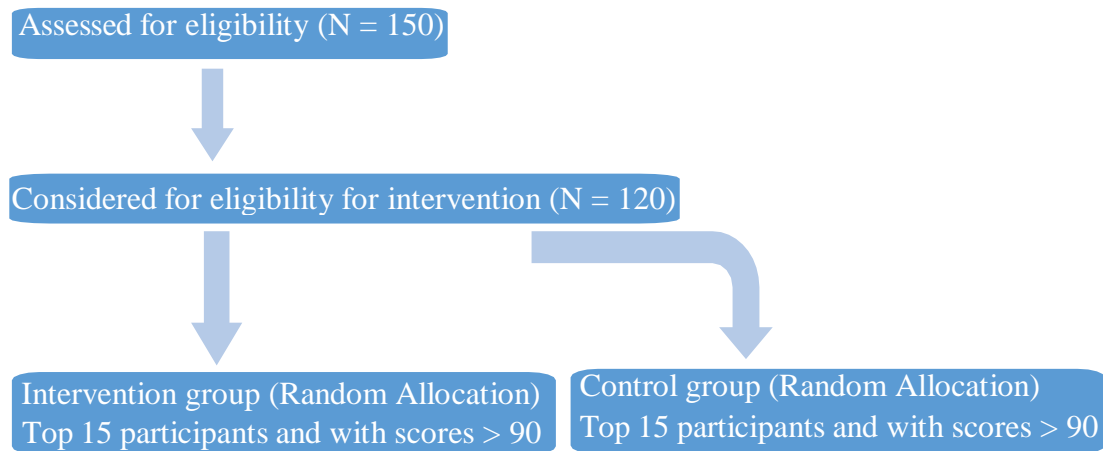 Assessed for eligibility (N = 150)
Considered for eligibility for intervention (N = 120)
Intervention group (Random Allocation)
Top 15 participants and with scores > 90
Control group (Random Allocation)
Top 15 participants and with scores > 90